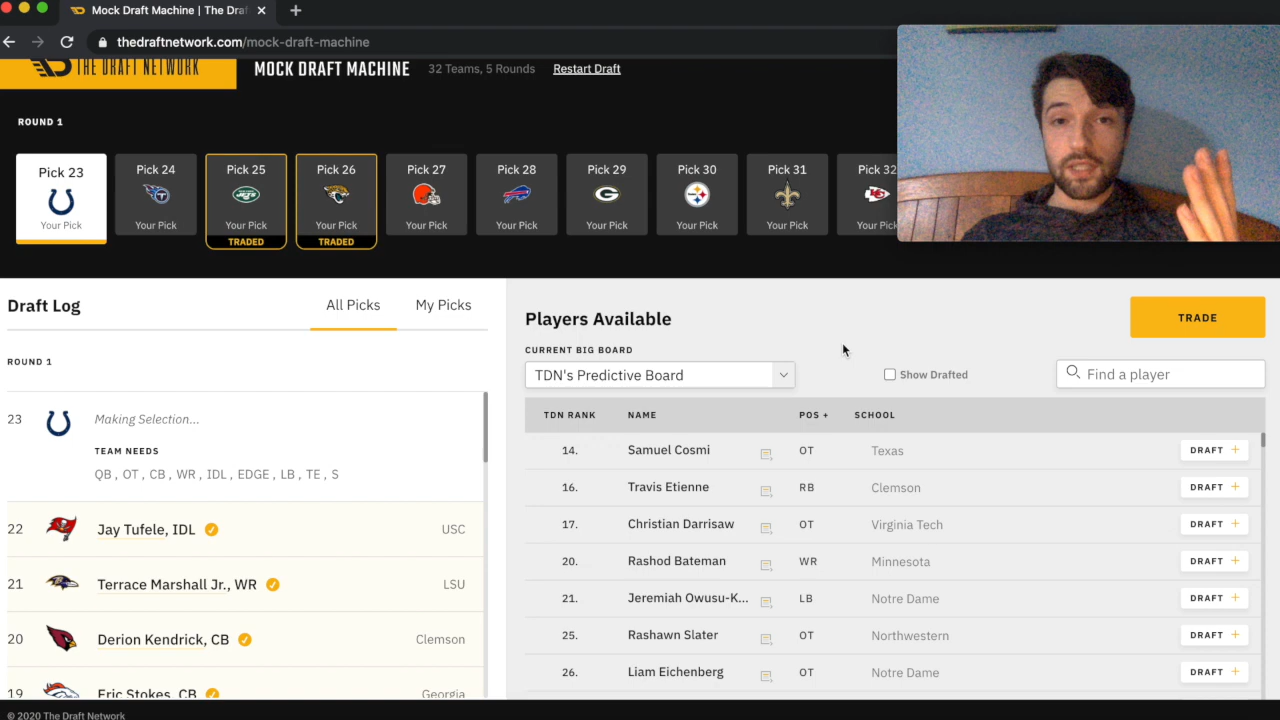 Mock Draft Machine | The Dra
thedraftnetwork.com/mock-draft-machine
THE DRAFT NETWORK
MOCK DRAFT MACHINE
32 Teams, 5 Rounds
Restart Draft
ROUND 1
Pick 23
Your Pick
Pick 24
Your Pick
Pick 25
JETS
Your Pick
TRADED
Pick 26
Your Pick
TRADED
Pick 27
Your Pick
Pick 28
Your Pick
Pick 29
G
Your Pick
Pick 30
Your Pick
Pick 31
Your Pick
Pick 32
KC
Your Pick
Draft Log
All Picks
My Picks
ROUND 1
23
Making Selection...
TEAM NEEDS
QB , OT , CB , WR , IDL , EDGE , LB , TE , S
22 Jay Tufele, IDL USC
21 Terrace Marshall Jr., WR LSU
20 Derion Kendrick, CB Clemson
19 Eric Stokes, CB Georgia
Players Available
TRADE
CURRENT BIG BOARD
TDN's Predictive Board
Show Drafted
Find a player
TDN RANK NAME POS + SCHOOL
14. Samuel Cosmi OT Texas DRAFT +
16. Travis Etienne RB Clemson DRAFT +
17. Christian Darrisaw OT Virginia Tech DRAFT +
20. Rashod Bateman WR Minnesota DRAFT +
21. Jeremiah Owusu-K... LB Notre Dame DRAFT +
25. Rashawn Slater OT Northwestern DRAFT +
26. Liam Eichenberg OT Notre Dame DRAFT +
© 2020 The Draft Network